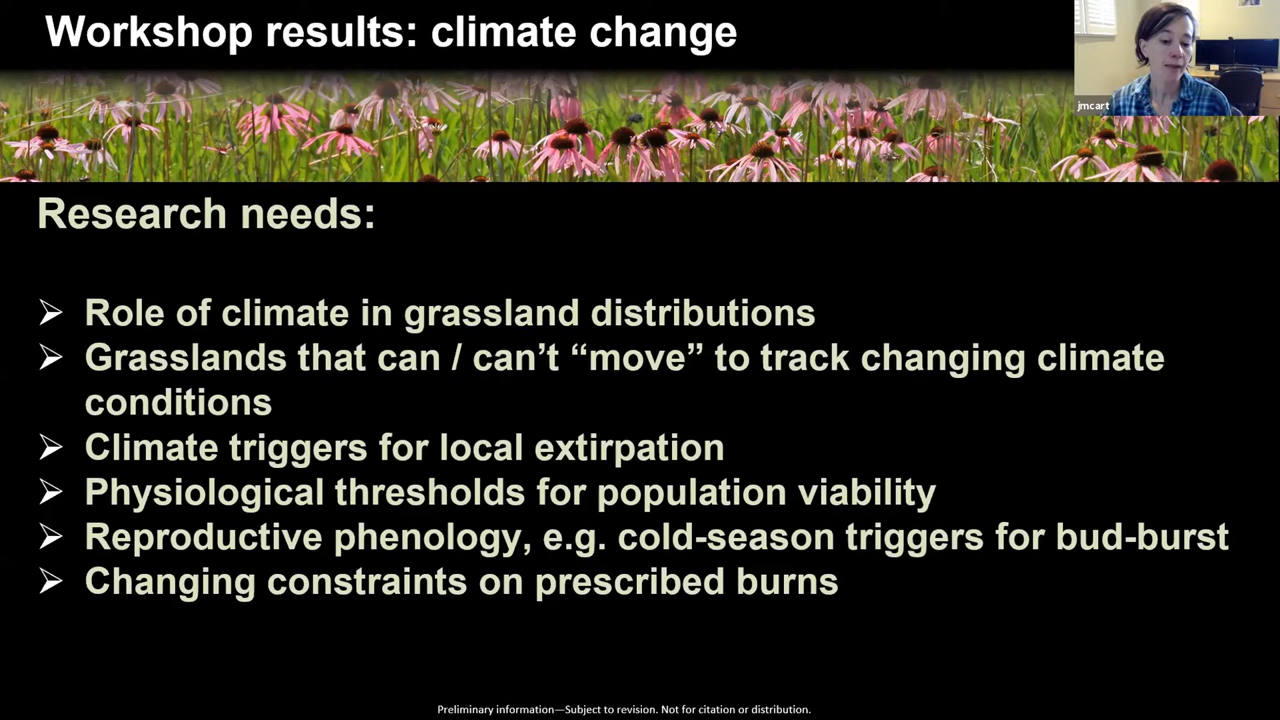 Workshop results: climate change
jmcart
Research needs:
➢ Role of climate in grassland distributions
➢ Grasslands that can / can’t “move” to track changing climate
conditions
➢ Climate triggers for local extirpation
➢ Physiological thresholds for population viability
➢ Reproductive phenology, e.g. cold-season triggers for bud-burst
➢ Changing constraints on prescribed burns
Preliminary information—Subject to revision. Not for citation or distribution.